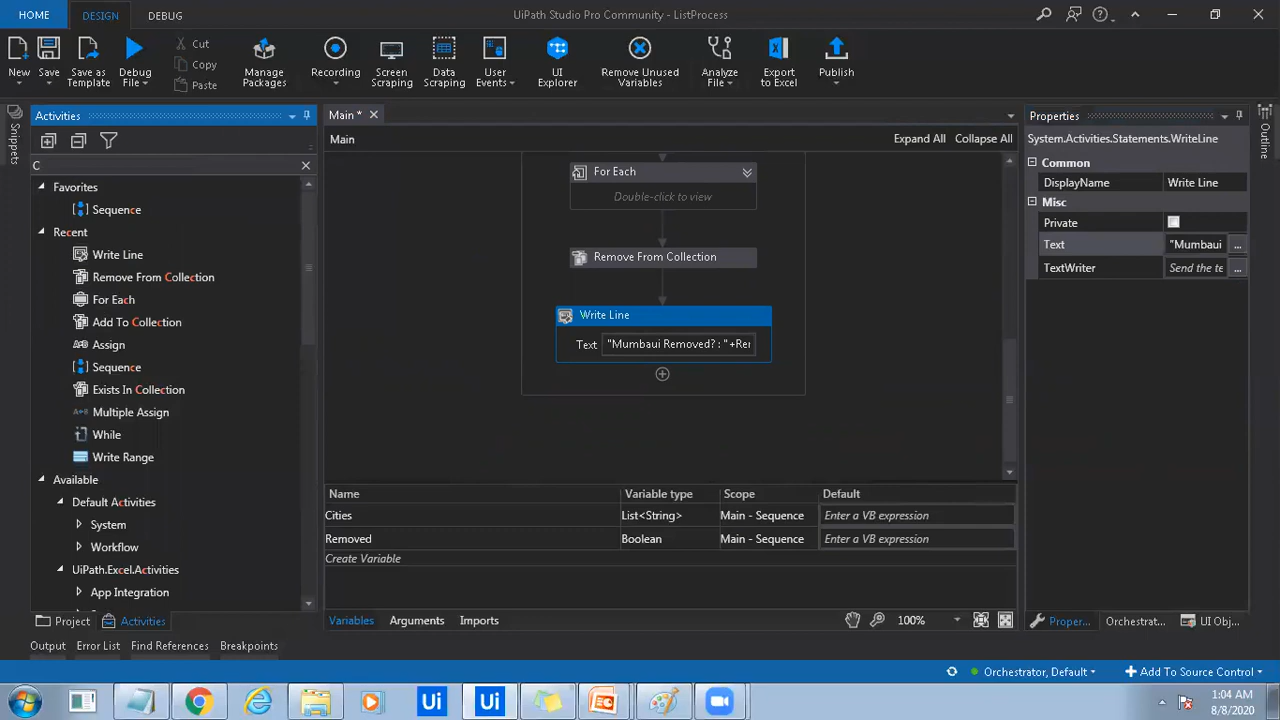 HOME
DESIGN
DEBUG
UiPath Studio Pro Community - ListProcess
New
Save
Save as Template
Debug File
Cut
Copy
Paste
Manage Packages
Recording
Screen Scraping
Data Scraping
User Events
UI Explorer
Remove Unused Variables
Analyze File
Export to Excel
Publish
Snippets
Activities
C
Favorites
Sequence
Recent
Write Line
Remove From Collection
For Each
Add To Collection
Assign
Sequence
Exists In Collection
Multiple Assign
While
Write Range
Available
Default Activities
System
Workflow
UiPath.Excel.Activities
App Integration
Project
Activities
Main *
Main
Expand All
Collapse All
For Each
Double-click to view
Remove From Collection
Write Line
Text "Mumbaui Removed? : "+Rer
Name Variable type Scope Default
Cities List<String> Main - Sequence Enter a VB expression
Removed Boolean Main - Sequence Enter a VB expression
Create Variable
Variables Arguments Imports
100%
Properties
System.Activities.Statements.WriteLine
Common
DisplayName Write Line
Misc
Private
Text "Mumbaui ...
TextWriter Send the te ...
Proper...
Orchestrat...
UI Obj...
Outline
Output Error List Find References Breakpoints
Orchestrator, Default
Add To Source Control
Ui
Ui
1:04 AM
8/8/2020